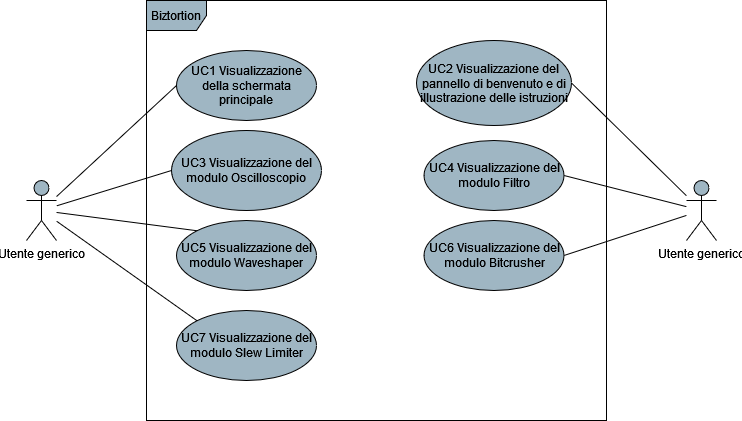 Biztortion
UC1 Visualizzazione
della schermata
principale
UC2 Visualizzazione del
pannello di benvenuto e di
illustrazione delle istruzioni
UC3 Visualizzazione del
modulo Oscilloscopio
UC4 Visualizzazione del
modulo Filtro
Utente generico
Utente generico
UC5 Visualizzazione del
modulo Waveshaper
UC6 Visualizzazione del
modulo Bitcrusher
UC7 Visualizzazione del
modulo Slew Limiter